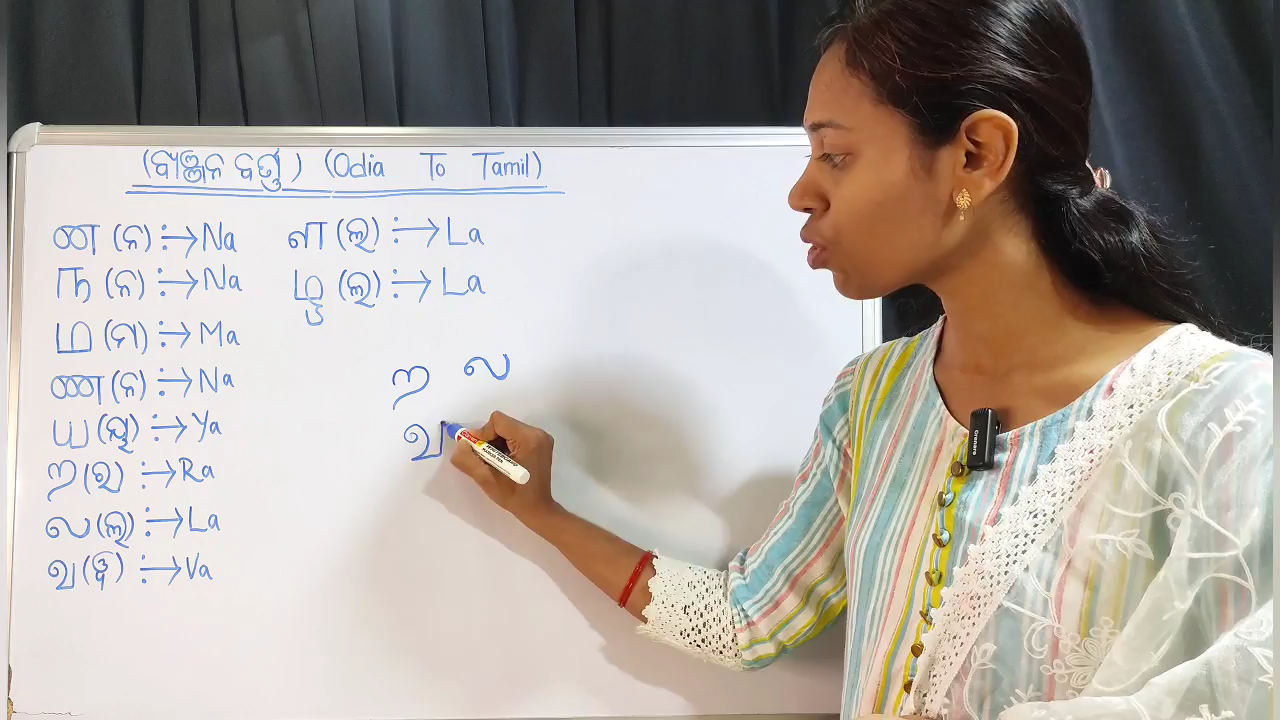 (ବ୍ୟଞ୍ଜନ ବର୍ଣ୍ଣ) (Odia To Tamil)
ண (ନ) :→ Na
ந (ନ) :→ Na
ம (ମ) :→ Ma
ண (ନ) :→ Na
ய (ୟ) :→ Ya
ற (ର) :→ Ra
ல (ଲ) :→ La
வ (ୱ) :→ Va
ள (ଲ) :→ La
ழ (ଲ) :→ La
ற ல
வ